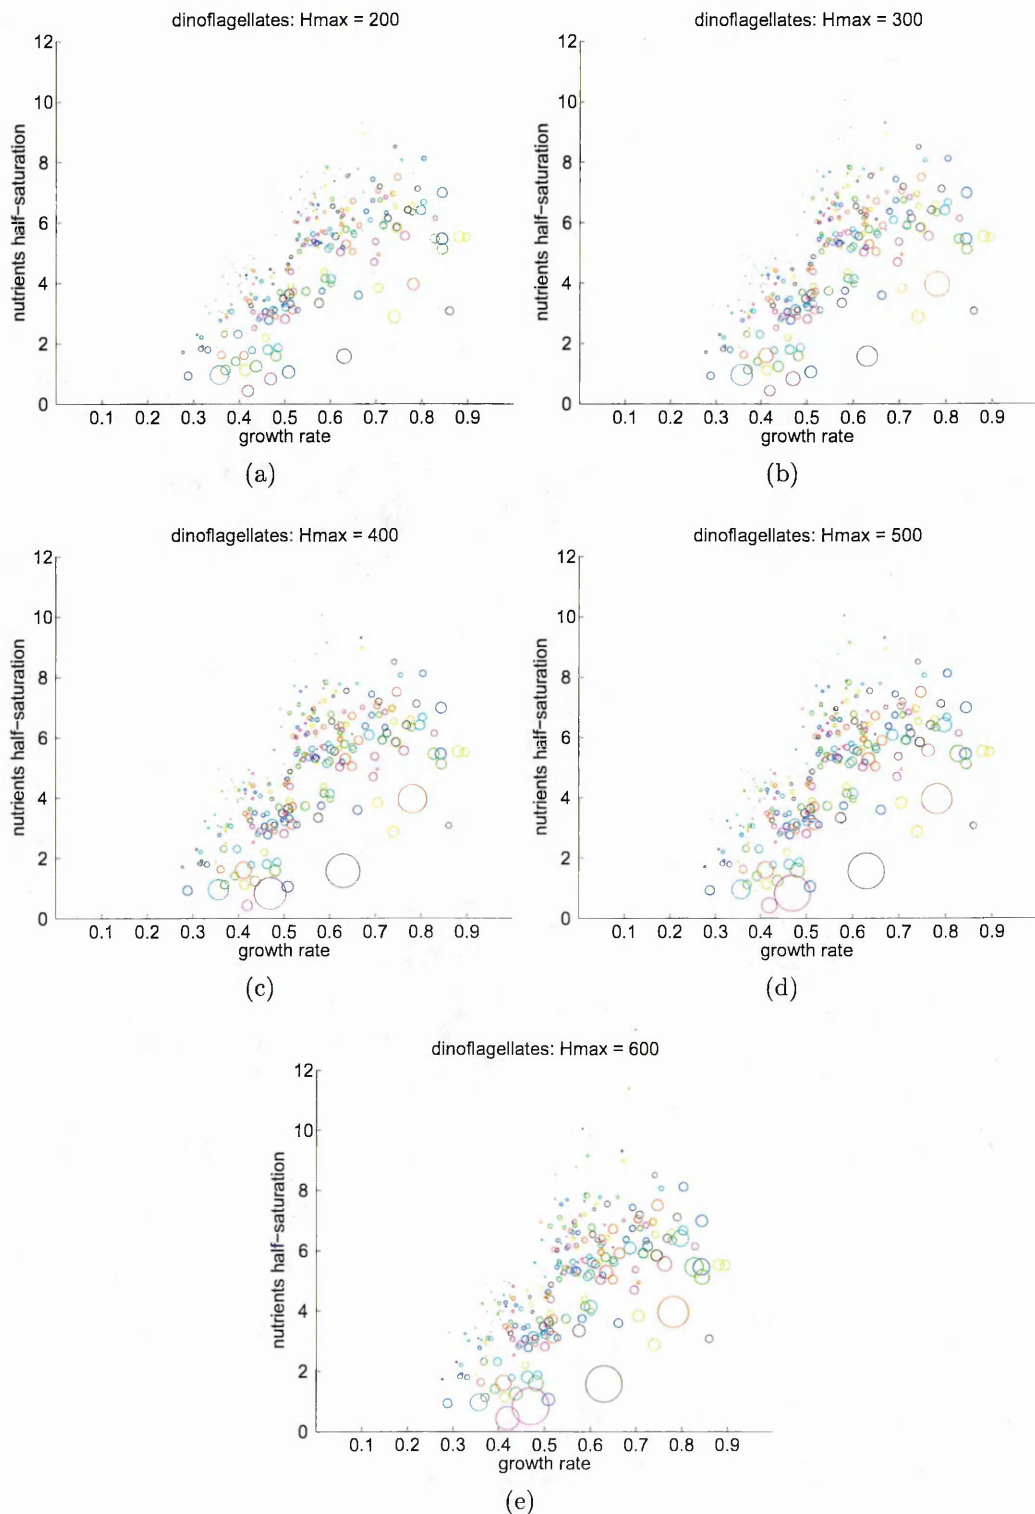 dinoflagellates: Hmax = 200
12
10
8
6
4
2
0
nutrients half-saturation
0.1 0.2 0.3 0.4 0.5 0.6 0.7 0.8 0.9
growth rate
(a)
dinoflagellates: Hmax = 300
12
10
8
6
4
2
0
nutrients half-saturation
0.1 0.2 0.3 0.4 0.5 0.6 0.7 0.8 0.9
growth rate
(b)
dinoflagellates: Hmax = 400
12
10
8
6
4
2
0
nutrients half-saturation
0.1 0.2 0.3 0.4 0.5 0.6 0.7 0.8 0.9
growth rate
(c)
dinoflagellates: Hmax = 500
12
10
8
6
4
2
0
nutrients half-saturation
0.1 0.2 0.3 0.4 0.5 0.6 0.7 0.8 0.9
growth rate
(d)
dinoflagellates: Hmax = 600
12
10
8
6
4
2
0
nutrients half-saturation
0.1 0.2 0.3 0.4 0.5 0.6 0.7 0.8 0.9
growth rate
(e)